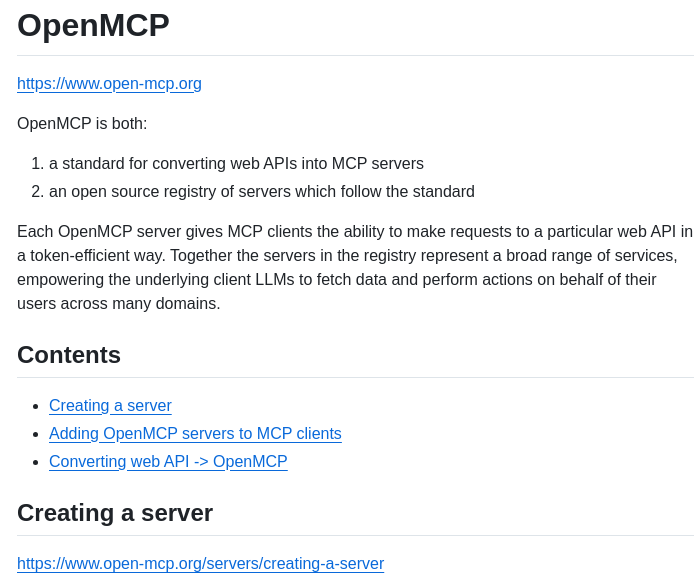 OpenMCP
https://www.open-mcp.org
OpenMCP is both:
1. a standard for converting web APIs into MCP servers
2. an open source registry of servers which follow the standard
Each OpenMCP server gives MCP clients the ability to make requests to a particular web API in
a token-efficient way. Together the servers in the registry represent a broad range of services,
empowering the underlying client LLMs to fetch data and perform actions on behalf of their
users across many domains.
Contents
• Creating a server
• Adding OpenMCP servers to MCP clients
• Converting web API -> OpenMCP
Creating a server
https://www.open-mcp.org/servers/creating-a-server